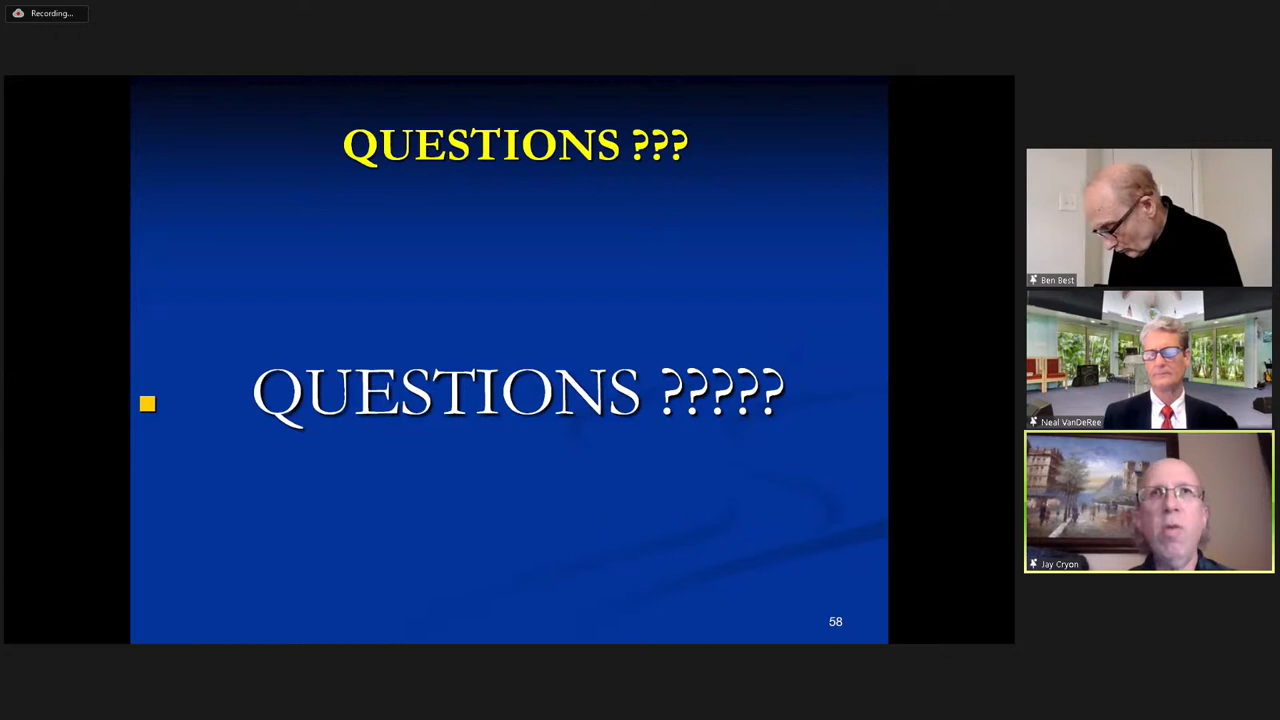 Recording...
QUESTIONS ???
QUESTIONS ?????
58
Ben Best
Neal VanDeRee
Jay Cryon